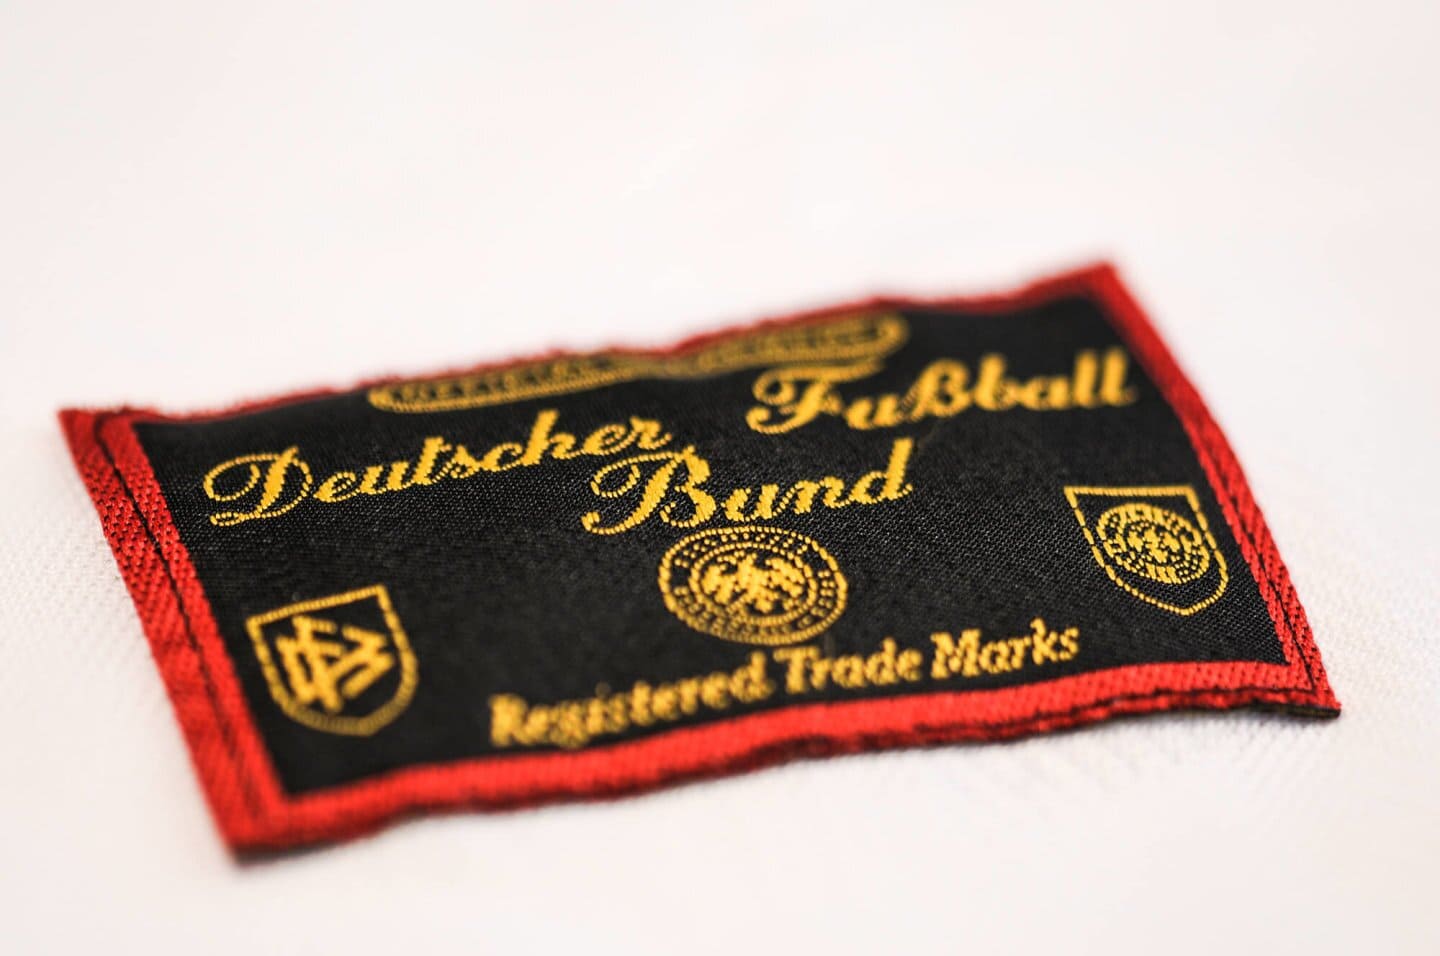 Deutscher Fußball
Bund
Registered Trade Marks